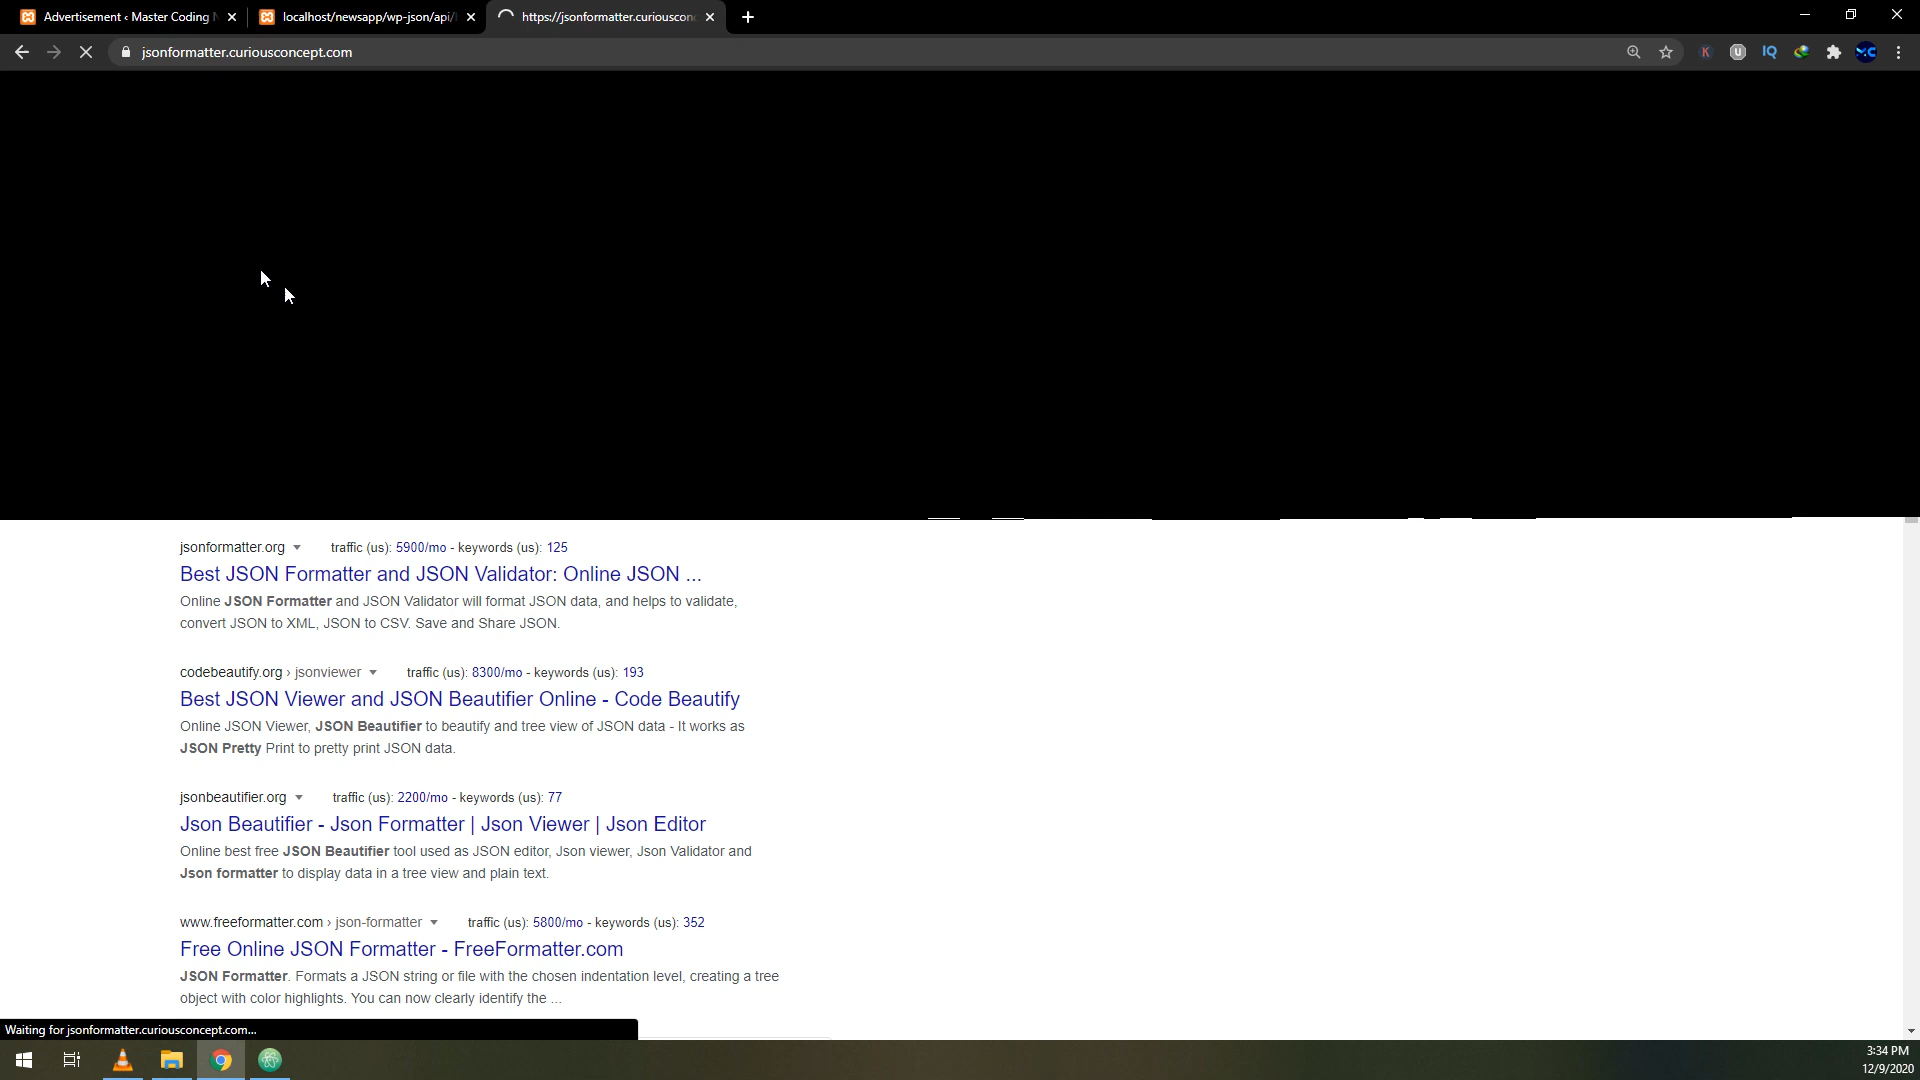 Advertisement ‹ Master Coding N
localhost/newsapp/wp-json/api/
https://jsonformatter.curiouscon
jsonformatter.curiousconcept.com
K
U
IQ
jsonformatter.org traffic (us): 5900/mo - keywords (us): 125
Best JSON Formatter and JSON Validator: Online JSON ...
Online JSON Formatter and JSON Validator will format JSON data, and helps to validate,
convert JSON to XML, JSON to CSV. Save and Share JSON.
codebeautify.org › jsonviewer traffic (us): 8300/mo - keywords (us): 193
Best JSON Viewer and JSON Beautifier Online - Code Beautify
Online JSON Viewer, JSON Beautifier to beautify and tree view of JSON data - It works as
JSON Pretty Print to pretty print JSON data.
jsonbeautifier.org traffic (us): 2200/mo - keywords (us): 77
Json Beautifier - Json Formatter | Json Viewer | Json Editor
Online best free JSON Beautifier tool used as JSON editor, Json viewer, Json Validator and
Json formatter to display data in a tree view and plain text.
www.freeformatter.com › json-formatter traffic (us): 5800/mo - keywords (us): 352
Free Online JSON Formatter - FreeFormatter.com
JSON Formatter. Formats a JSON string or file with the chosen indentation level, creating a tree
object with color highlights. You can now clearly identify the ...
Waiting for jsonformatter.curiousconcept.com...
3:34 PM
12/9/2020